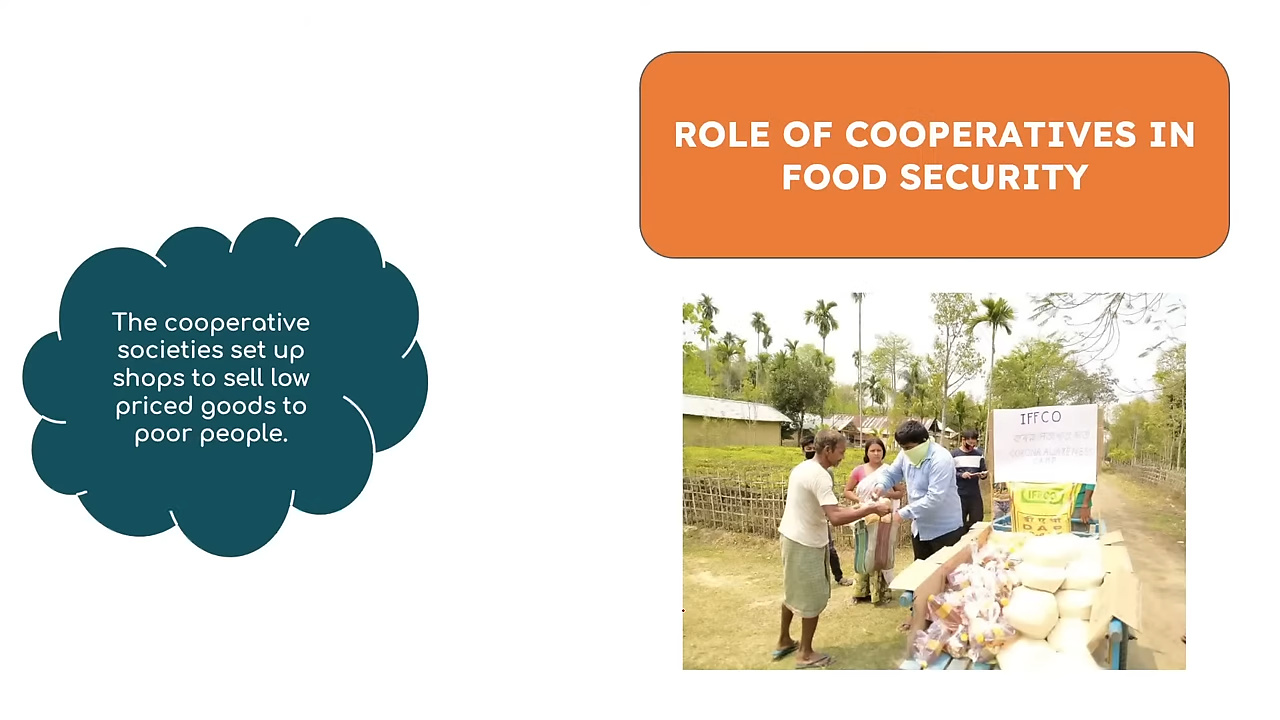 ROLE OF COOPERATIVES IN
FOOD SECURITY
The cooperative
societies set up
shops to sell low
priced goods to
poor people.
IFFCO
CAMP
IFFCO
डी ए पी
DAP